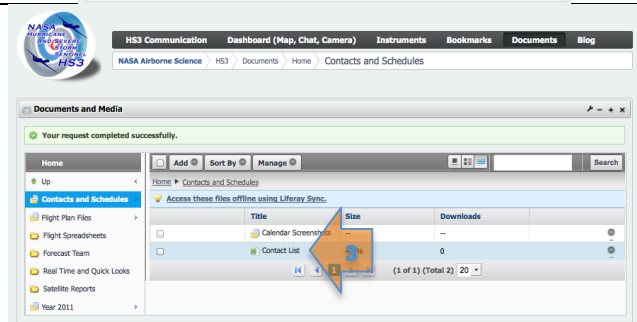 NASA
HURRICANE
AND SEVERE
STORM
SENTINEL
HS3
HS3 Communication Dashboard (Map, Chat, Camera) Instruments Bookmarks Documents Blog
NASA Airborne Science HS3 Documents Home Contacts and Schedules
Documents and Media
Your request completed successfully.
Home Add Sort By Manage Search
Up Home ▸ Contacts and Schedules
Contacts and Schedules Access these files offline using Liferay Sync.
Flight Plan Files Title Size Downloads
Flight Spreadsheets Calendar Screenshots -- --
Forecast Team Contact List 3 k 0
Real Time and Quick Looks 1 (1 of 1) (Total 2) 20
Satellite Reports
Year 2011